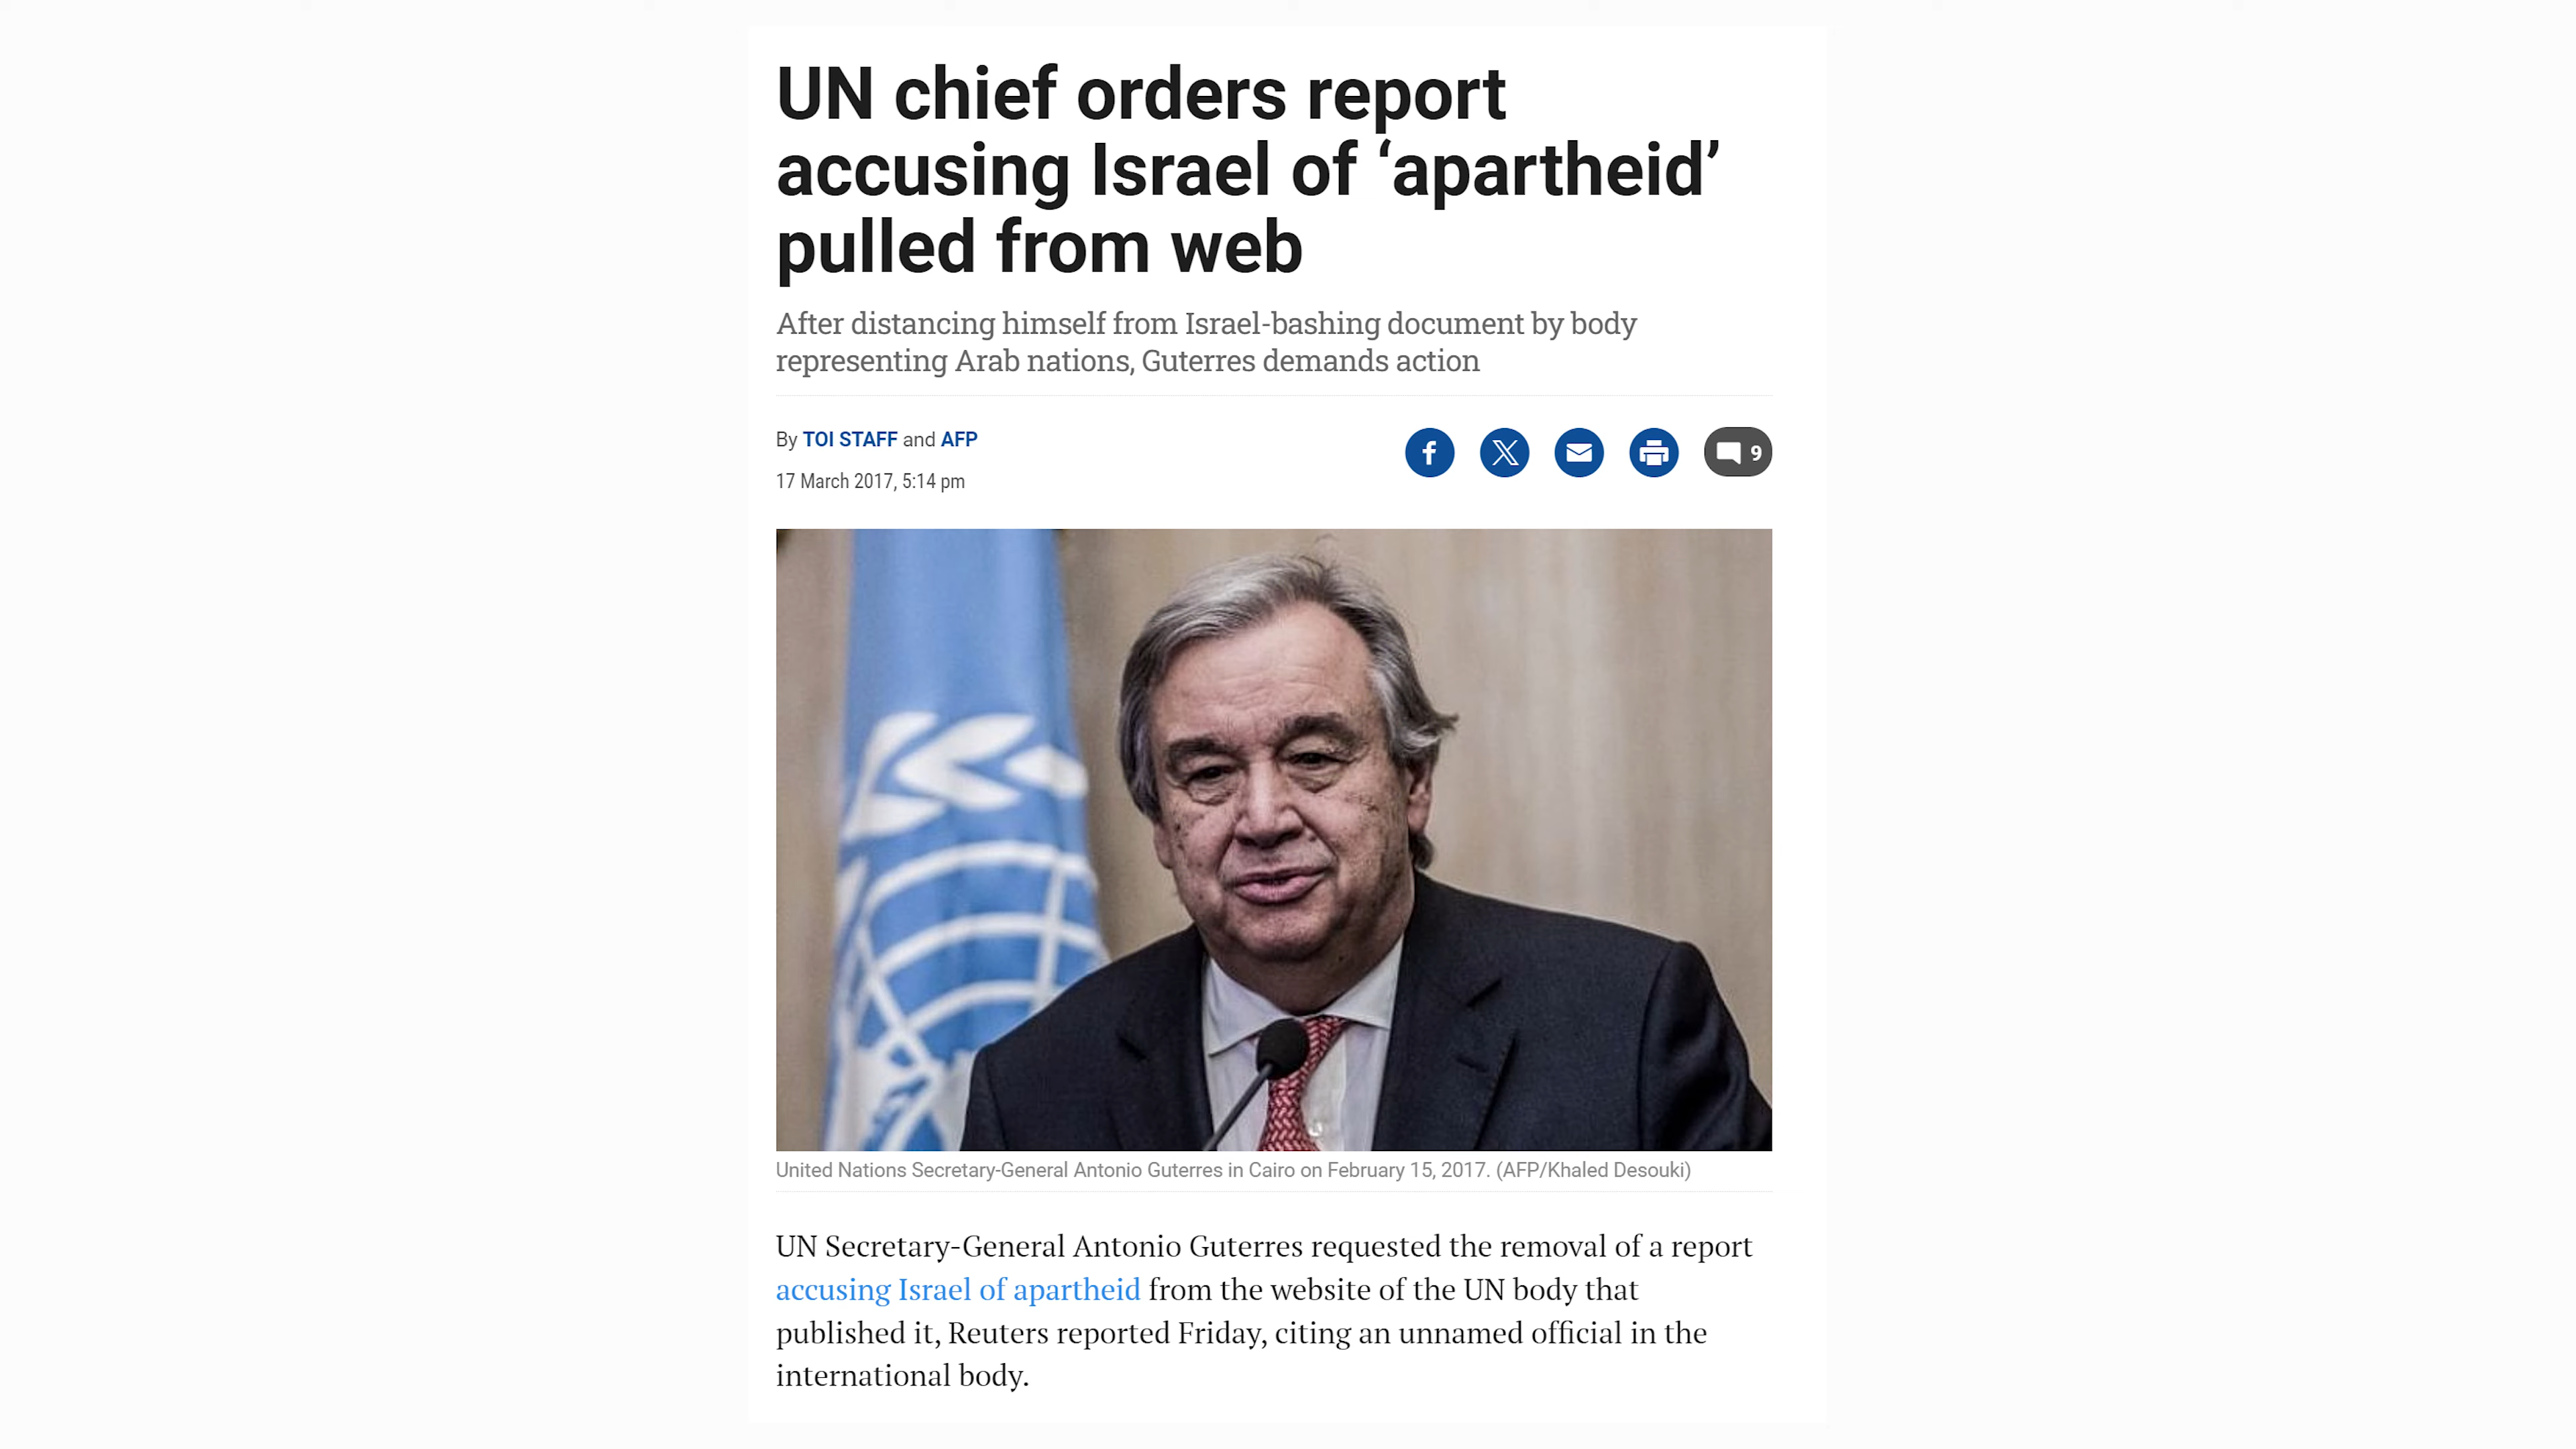 UN chief orders report
accusing Israel of ‘apartheid’
pulled from web
After distancing himself from Israel-bashing document by body
representing Arab nations, Guterres demands action
By TOI STAFF and AFP
17 March 2017, 5:14 pm
9
United Nations Secretary-General Antonio Guterres in Cairo on February 15, 2017. (AFP/Khaled Desouki)
UN Secretary-General Antonio Guterres requested the removal of a report
accusing Israel of apartheid from the website of the UN body that
published it, Reuters reported Friday, citing an unnamed official in the
international body.